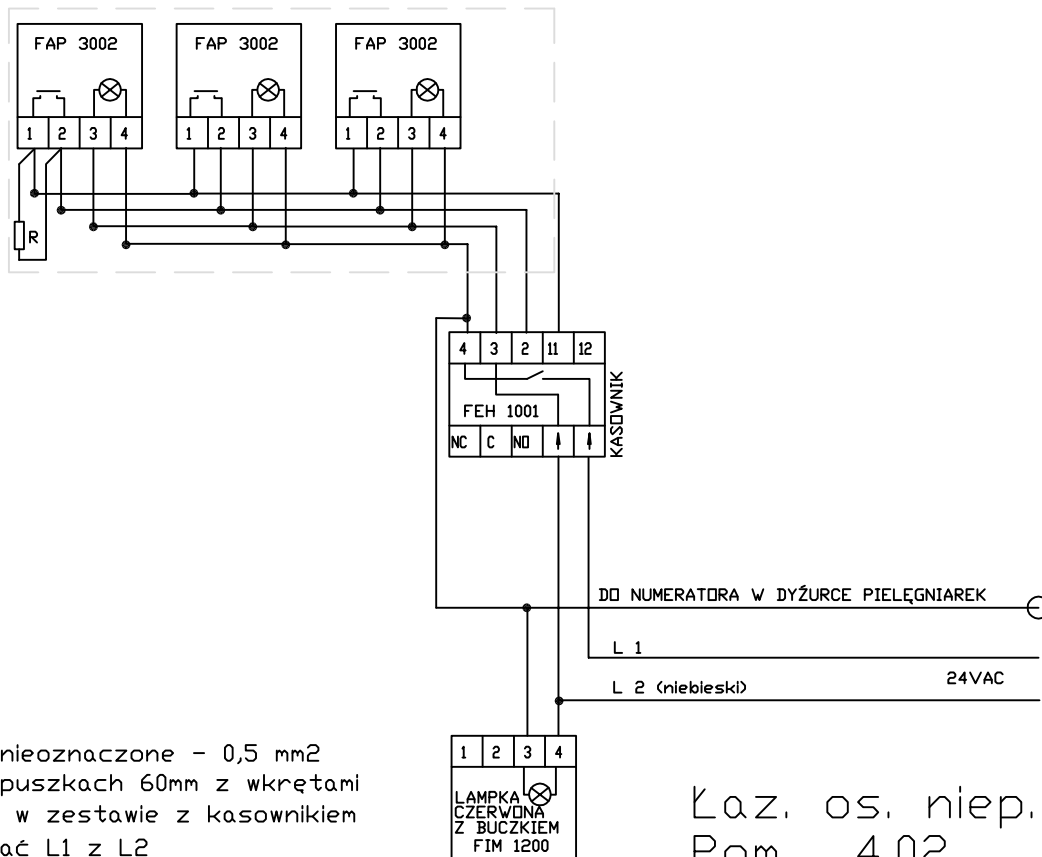 FAP 3002 FAP 3002 FAP 3002
1 2 3 4 1 2 3 4 1 2 3 4
R
4 3 2 11 12
FEH 1001
KASOWNIK
NC C NO
DO NUMERATORA W DYŻURCE PIELĘGNIAREK
L 1
24VAC
L 2 (niebieski)
1 2 3 4
LAMPKA
CZERWONA
Z BUCZKIEM
FIM 1200
nieoznaczone - 0,5 mm2
puszkach 60mm z wkrętami
w zestawie z kasownikiem
ać L1 z L2
Łaz. os. niep.
Pom. 4.02